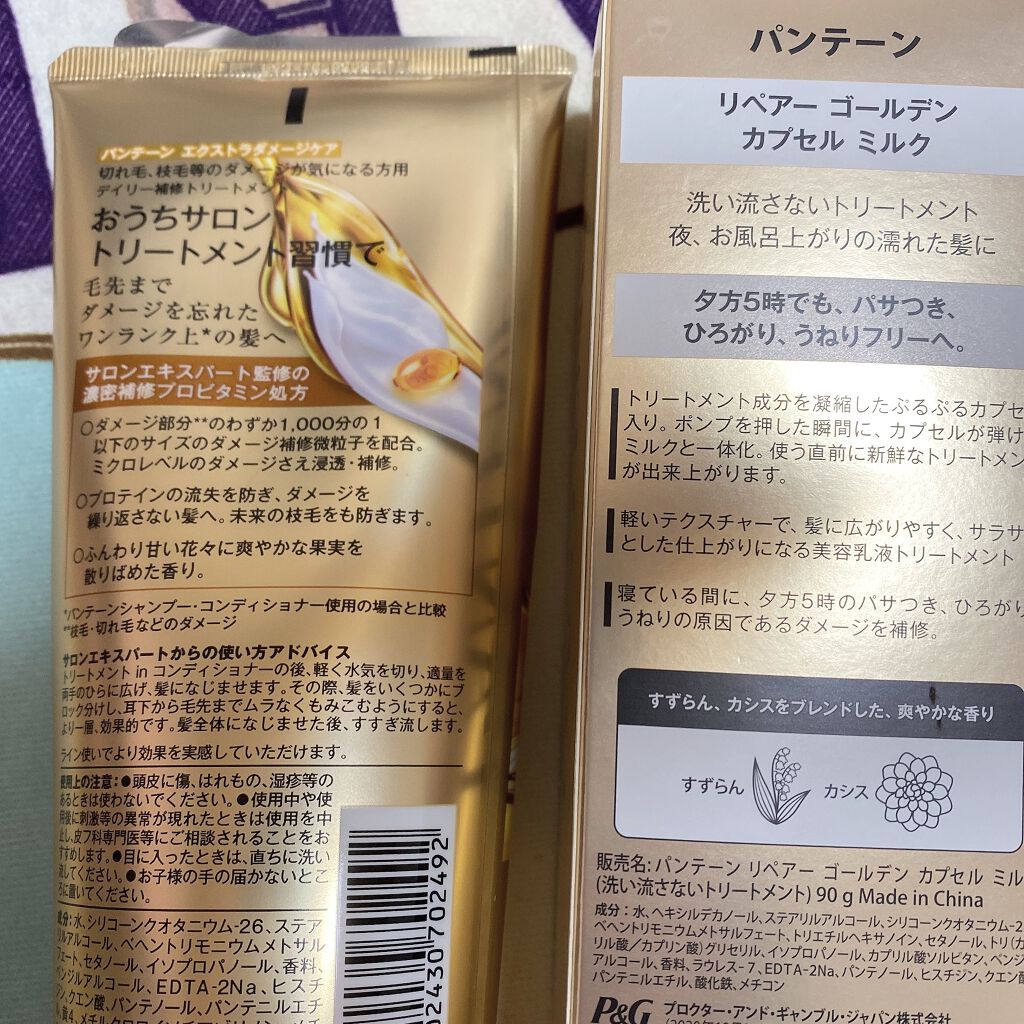 パンテーン エクストラダメージケア
切れ毛、枝毛等のダメージが気になる方用
デイリー補修トリートメント
おうちサロン
トリートメント習慣で
毛先まで
ダメージを忘れた
ワンランク上*の髪へ
サロンエキスパート監修の
濃密補修プロビタミン処方
○ダメージ部分**のわずか1,000分の1
以下のサイズのダメージ補修微粒子を配合。
ミクロレベルのダメージさえ浸透・補修。
○プロテインの流失を防ぎ、ダメージを
繰り返さない髪へ。未来の枝毛をも防ぎます。
○ふんわり甘い花々に爽やかな果実を
散りばめた香り。
*パンテーンシャンプー・コンディショナー使用の場合と比較
**枝毛・切れ毛などのダメージ
サロンエキスパートからの使い方アドバイス
トリートメント in コンディショナーの後、軽く水気を切り、適量を
両手のひらに広げ、髪になじませます。その際、髪をいくつかにブ
ロック分けし、耳下から毛先までムラなくもみこむようにすると、
より一層、効果的です。髪全体になじませた後、すすぎ流します。
ライン使いでより効果を実感していただけます。
使用上の注意：●頭皮に傷、はれもの、湿疹等の
あるときは使わないでください。●使用中や使
用後に刺激等の異常が現れたときは使用を中
止し、皮フ科専門医等にご相談されることをお
すすめします。●目に入ったときは、直ちに洗い
流してください。●お子様の手の届かないとこ
ろに置いてください。
成分：水、シリコーンクオタニウム-26、ステア
リルアルコール、ベヘントリモニウムメトサル
フェート、セタノール、イソプロパノール、香料、
ベンジルアルコール、EDTA-2Na、ヒスチ
ジン、クエン酸、パンテノール、パンテニルエチ
02430702492
パンテーン
リペアー ゴールデン
カプセル ミルク
洗い流さないトリートメント
夜、お風呂上がりの濡れた髪に
夕方5時でも、パサつき、
ひろがり、うねりフリーへ。
トリートメント成分を凝縮したぷるぷるカプセ
入り。ポンプを押した瞬間に、カプセルが弾け
ミルクと一体化。使う直前に新鮮なトリートメン
が出来上がります。
軽いテクスチャーで、髪に広がりやすく、サラサ
とした仕上がりになる美容乳液トリートメント
寝ている間に、夕方5時のパサつき、ひろがり
うねりの原因であるダメージを補修。
すずらん、カシスをブレンドした、爽やかな香り
すずらん カシス
販売名：パンテーン リペアー ゴールデン カプセル ミル
(洗い流さないトリートメント) 90 g Made in China
成分：水、ヘキシルデカノール、ステアリルアルコール、シリコーンクオタニウム-2
ベヘントリモニウムメトサルフェート、トリエチルヘキサノイン、セタノール、トリ(カ
リル酸／カプリン酸)グリセリル、イソプロパノール、カプリル酸ソルビタン、ベンジ
アルコール、香料、ラウレス-7、EDTA-2Na、パンテノール、ヒスチジン、クエン酸
パンテニルエチル、酸化鉄、メチコン
P&G プロクター・アンド・ギャンブル・ジャパン株式会社